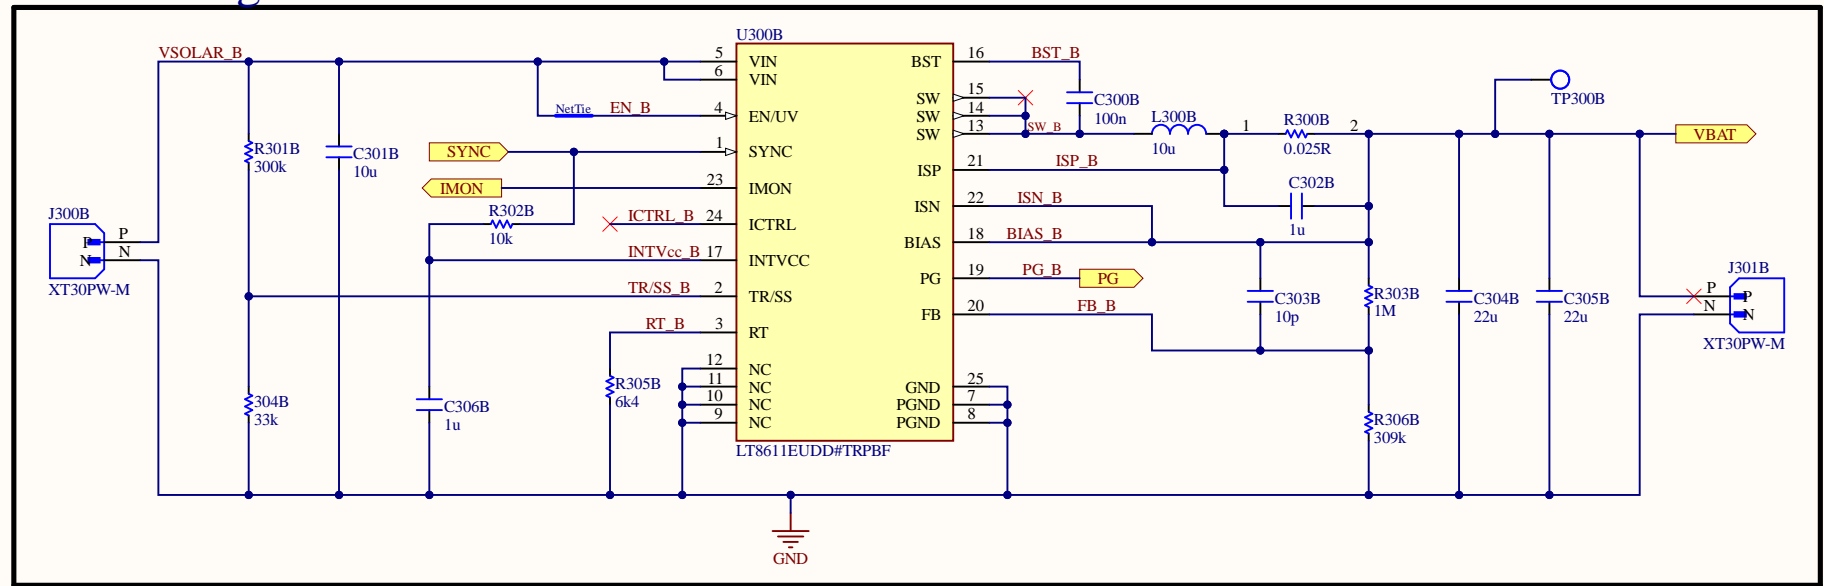 U300B
VSOLAR_B
5
VIN
6
VIN
NetTie
EN_B
4
EN/UV
SYNC
1
SYNC
IMON
23
IMON
R302B
10k
ICTRL_B
24
ICTRL
INTVcc_B
17
INTVCC
TR/SS_B
2
TR/SS
RT_B
3
RT
12
NC
11
NC
10
NC
9
NC
R301B
300k
C301B
10u
J300B
P
P
N
N
XT30PW-M
304B
33k
C306B
1u
R305B
6k4
LT8611EUDD#TRPBF
BST
16
BST_B
SW
15
SW
14
SW
13
SW_B
C300B
100n
L300B
10u
1
R300B
2
0.025R
TP300B
VBAT
ISP
21
ISP_B
ISN
22
ISN_B
C302B
1u
BIAS
18
BIAS_B
PG
19
PG_B
PG
FB
20
FB_B
C303B
10p
R303B
1M
C304B
22u
C305B
22u
J301B
P
P
N
N
XT30PW-M
GND
25
PGND
7
PGND
8
R306B
309k
GND